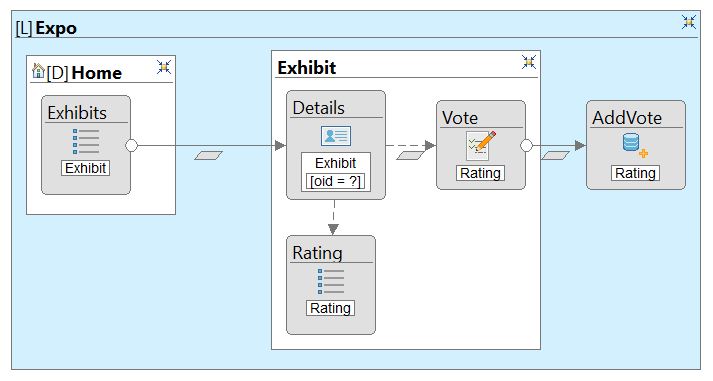 [L] Expo
[D] Home
Exhibits
Exhibit
Exhibit
Details
Exhibit
[oid = ?]
Vote
Rating
AddVote
Rating
Rating
Rating